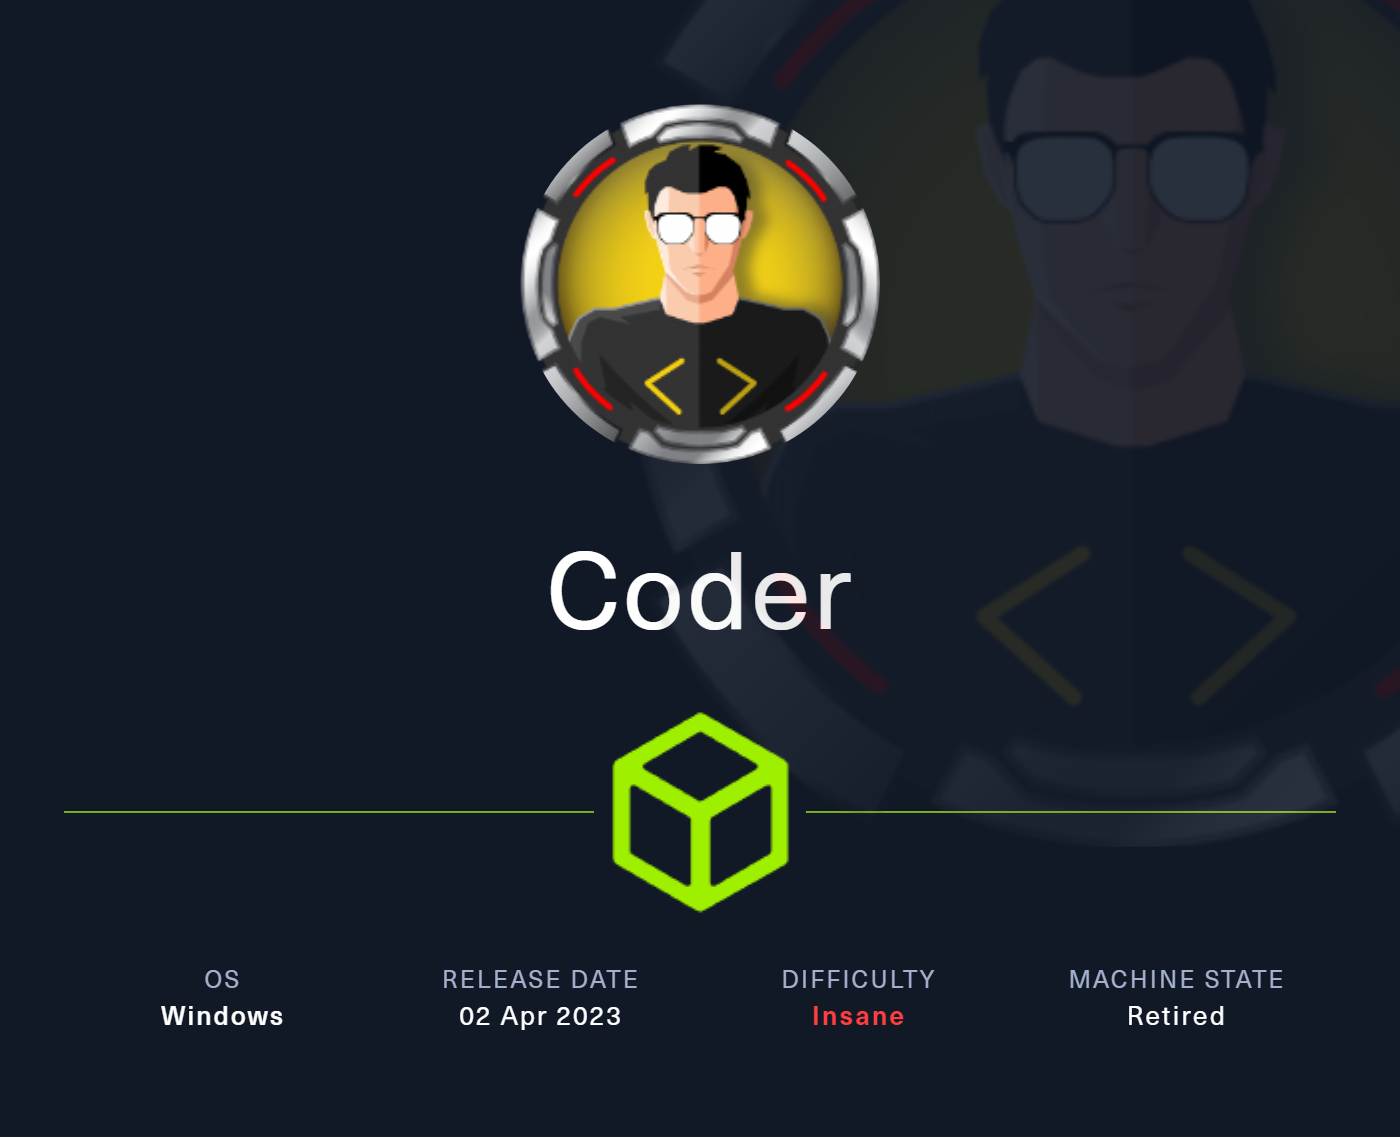 Coder
OS
Windows
RELEASE DATE
02 Apr 2023
DIFFICULTY
Insane
MACHINE STATE
Retired